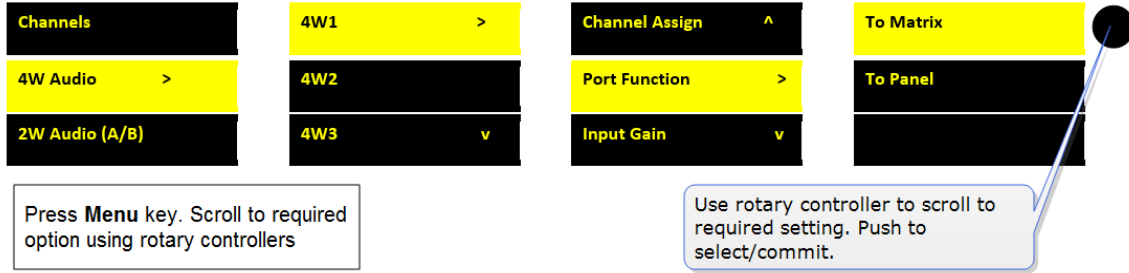 Channels
4W Audio >
2W Audio (A/B)
4W1 >
4W2
4W3 v
Channel Assign ^
Port Function >
Input Gain v
To Matrix
To Panel
Press Menu key. Scroll to required
option using rotary controllers
Use rotary controller to scroll to
required setting. Push to
select/commit.